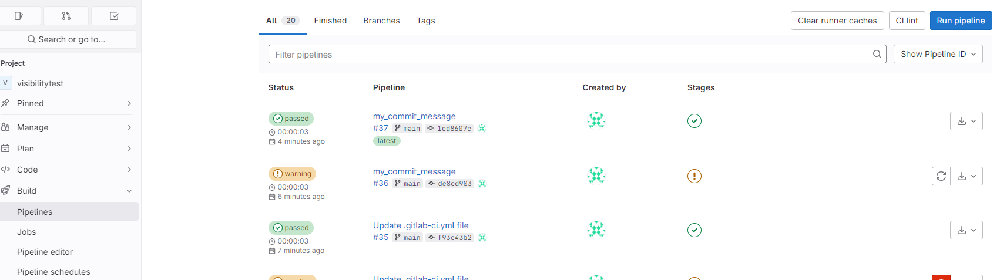 Search or go to...
Project
V visibilitytest
Pinned
Manage
Plan
Code
Build
Pipelines
Jobs
Pipeline editor
Pipeline schedules
All 20 Finished Branches Tags Clear runner caches CI lint Run pipeline
Filter pipelines Show Pipeline ID
Status Pipeline Created by Stages
passed my_commit_message
00:00:03 #37 main 1cd8607e
4 minutes ago latest
warning my_commit_message
00:00:03 #36 main de8cd903
6 minutes ago
passed Update .gitlab-ci.yml file
00:00:03 #35 main f93e43b2
7 minutes ago
Update .gitlab-ci.yml file